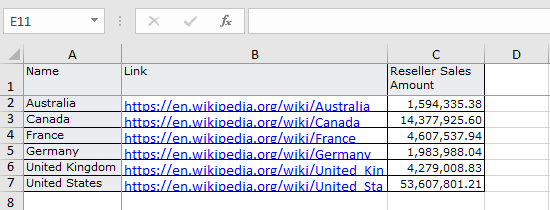 E11
fx
A B C D
1 Name Link Reseller Sales
Amount
2 Australia https://en.wikipedia.org/wiki/Australia 1,594,335.38
3 Canada https://en.wikipedia.org/wiki/Canada 14,377,925.60
4 France https://en.wikipedia.org/wiki/France 4,607,537.94
5 Germany https://en.wikipedia.org/wiki/Germany 1,983,988.04
6 United Kingdom https://en.wikipedia.org/wiki/United_Kin 4,279,008.83
7 United States https://en.wikipedia.org/wiki/United_Sta 53,607,801.21
8